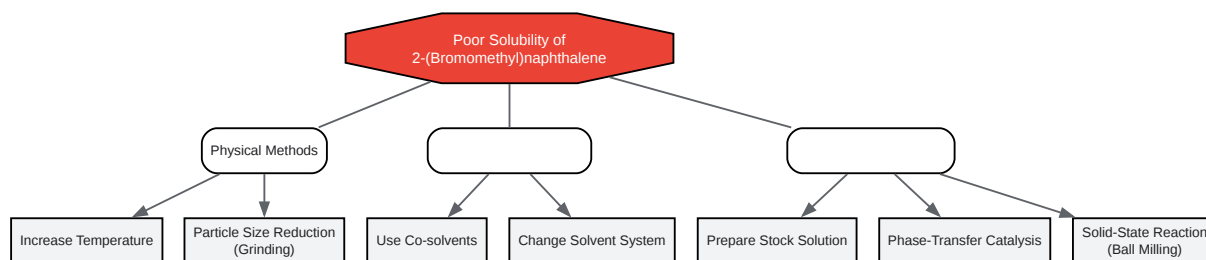 Poor Solubility of
2-(Bromomethyl)naphthalene
Physical Methods
Increase Temperature
Particle Size Reduction
(Grinding)
Use Co-solvents
Change Solvent System
Prepare Stock Solution
Phase-Transfer Catalysis
Solid-State Reaction
(Ball Milling)